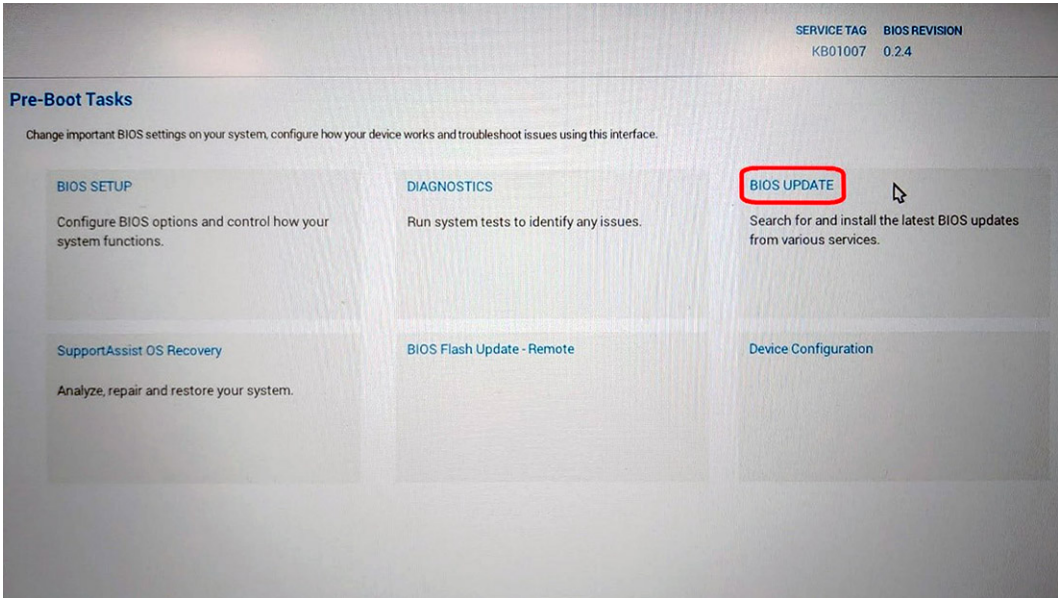 SERVICE TAG BIOS REVISION
KB01007 0.2.4
Pre-Boot Tasks
Change important BIOS settings on your system, configure how your device works and troubleshoot issues using this interface.
BIOS SETUP
Configure BIOS options and control how your
system functions.
DIAGNOSTICS
Run system tests to identify any issues.
BIOS UPDATE
Search for and install the latest BIOS updates
from various services.
SupportAssist OS Recovery
Analyze, repair and restore your system.
BIOS Flash Update - Remote
Device Configuration